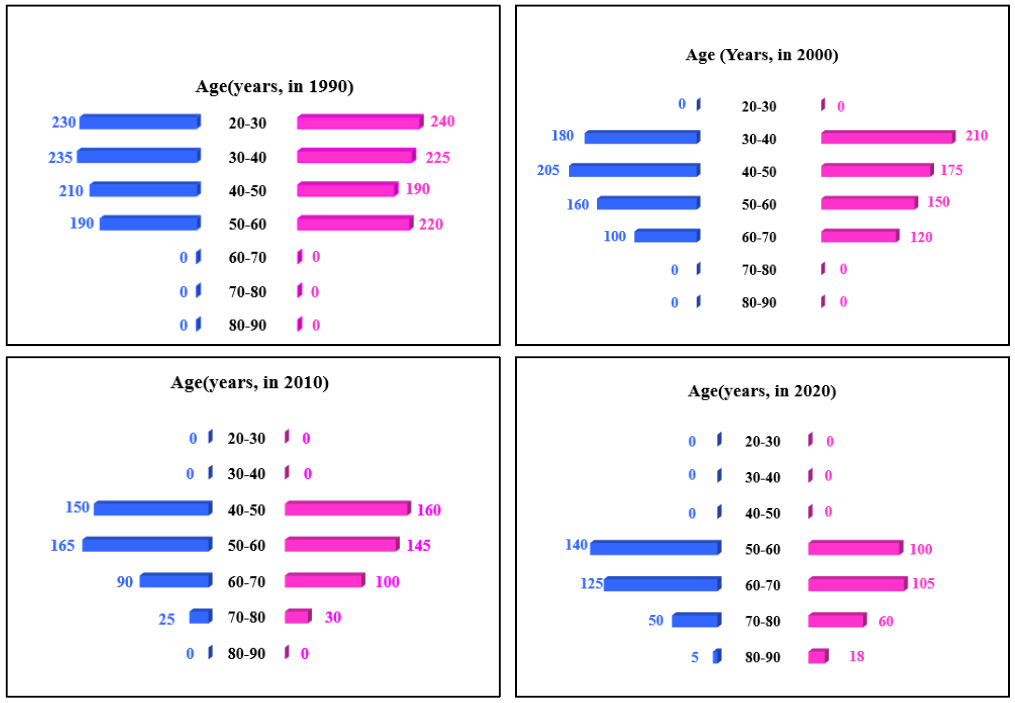 Age(years, in 1990)
230 20-30 240
235 30-40 225
210 40-50 190
190 50-60 220
0 60-70 0
0 70-80 0
0 80-90 0
Age (Years, in 2000)
0 20-30 0
180 30-40 210
205 40-50 175
160 50-60 150
100 60-70 120
0 70-80 0
0 80-90 0
Age(years, in 2010)
0 20-30 0
0 30-40 0
150 40-50 160
165 50-60 145
90 60-70 100
25 70-80 30
0 80-90 0
Age(years, in 2020)
0 20-30 0
0 30-40 0
0 40-50 0
140 50-60 100
125 60-70 105
50 70-80 60
5 80-90 18